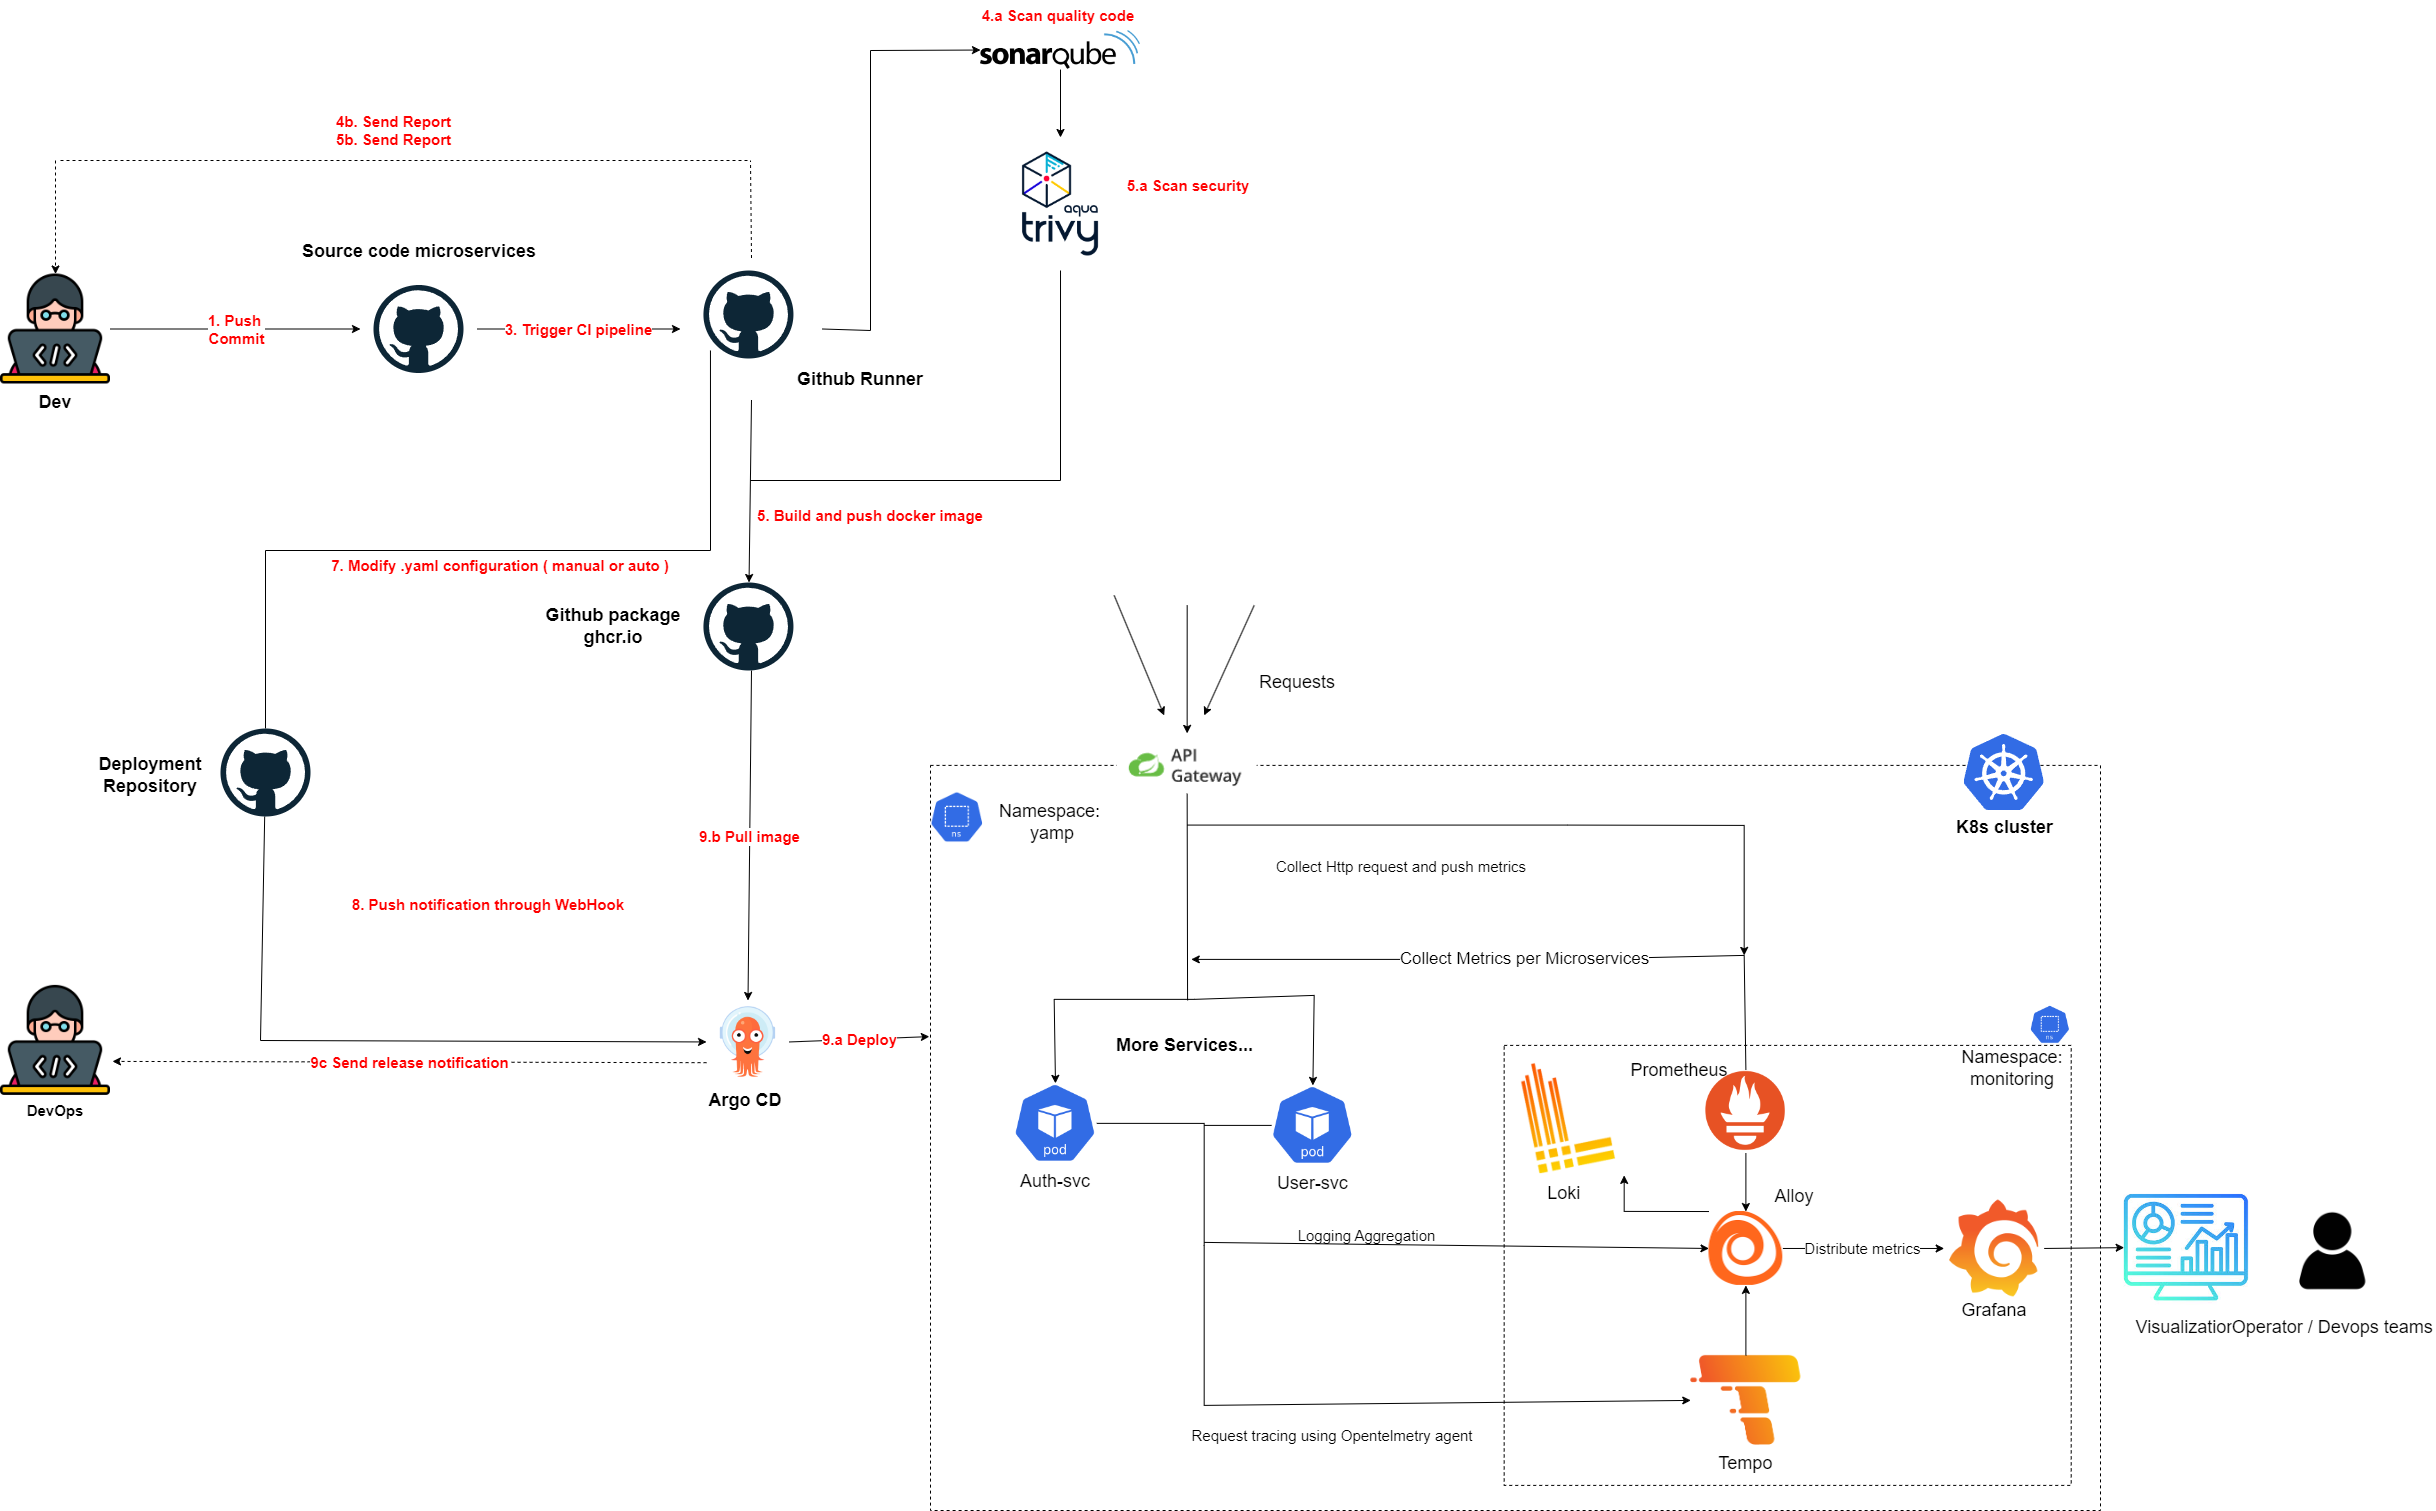 4.a Scan quality code
sonarqube
4b. Send Report
5b. Send Report
aqua
trivy
5.a Scan security
Source code microservices
1. Push
Commit
3. Trigger CI pipeline
Github Runner
</>
Dev
5. Build and push docker image
7. Modify .yaml configuration ( manual or auto )
Github package
ghcr.io
Requests
Deployment
Repository
API
Gateway
Namespace:
yamp
ns
K8s cluster
9.b Pull image
Collect Http request and push metrics
8. Push notification through WebHook
Collect Metrics per Microservices
</>
DevOps
9c Send release notification
Argo CD
9.a Deploy
More Services...
ns
Namespace:
monitoring
Prometheus
pod
Auth-svc
pod
User-svc
Loki
Alloy
Logging Aggregation
Distribute metrics
Grafana
VisualizatiorOperator / Devops teams
Request tracing using Opentelmetry agent
Tempo